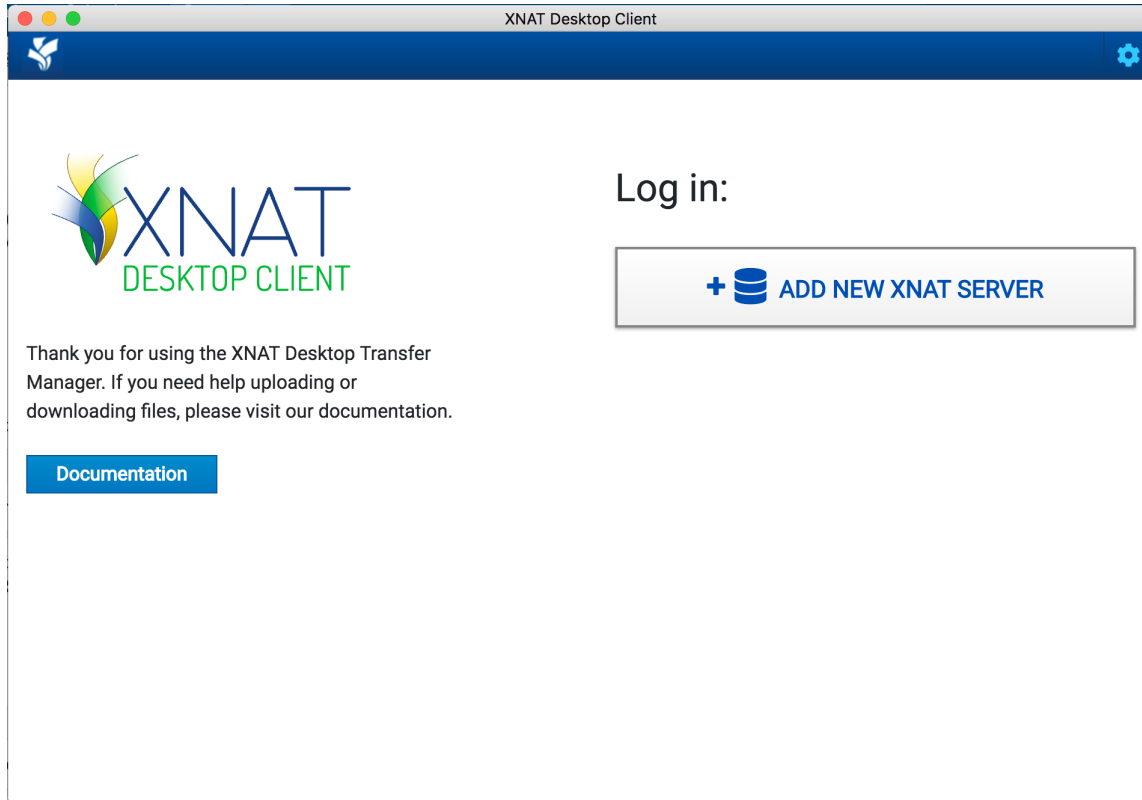 XNAT Desktop Client
XNAT
DESKTOP CLIENT
Thank you for using the XNAT Desktop Transfer
Manager. If you need help uploading or
downloading files, please visit our documentation.
Documentation
Log in:
+ ADD NEW XNAT SERVER